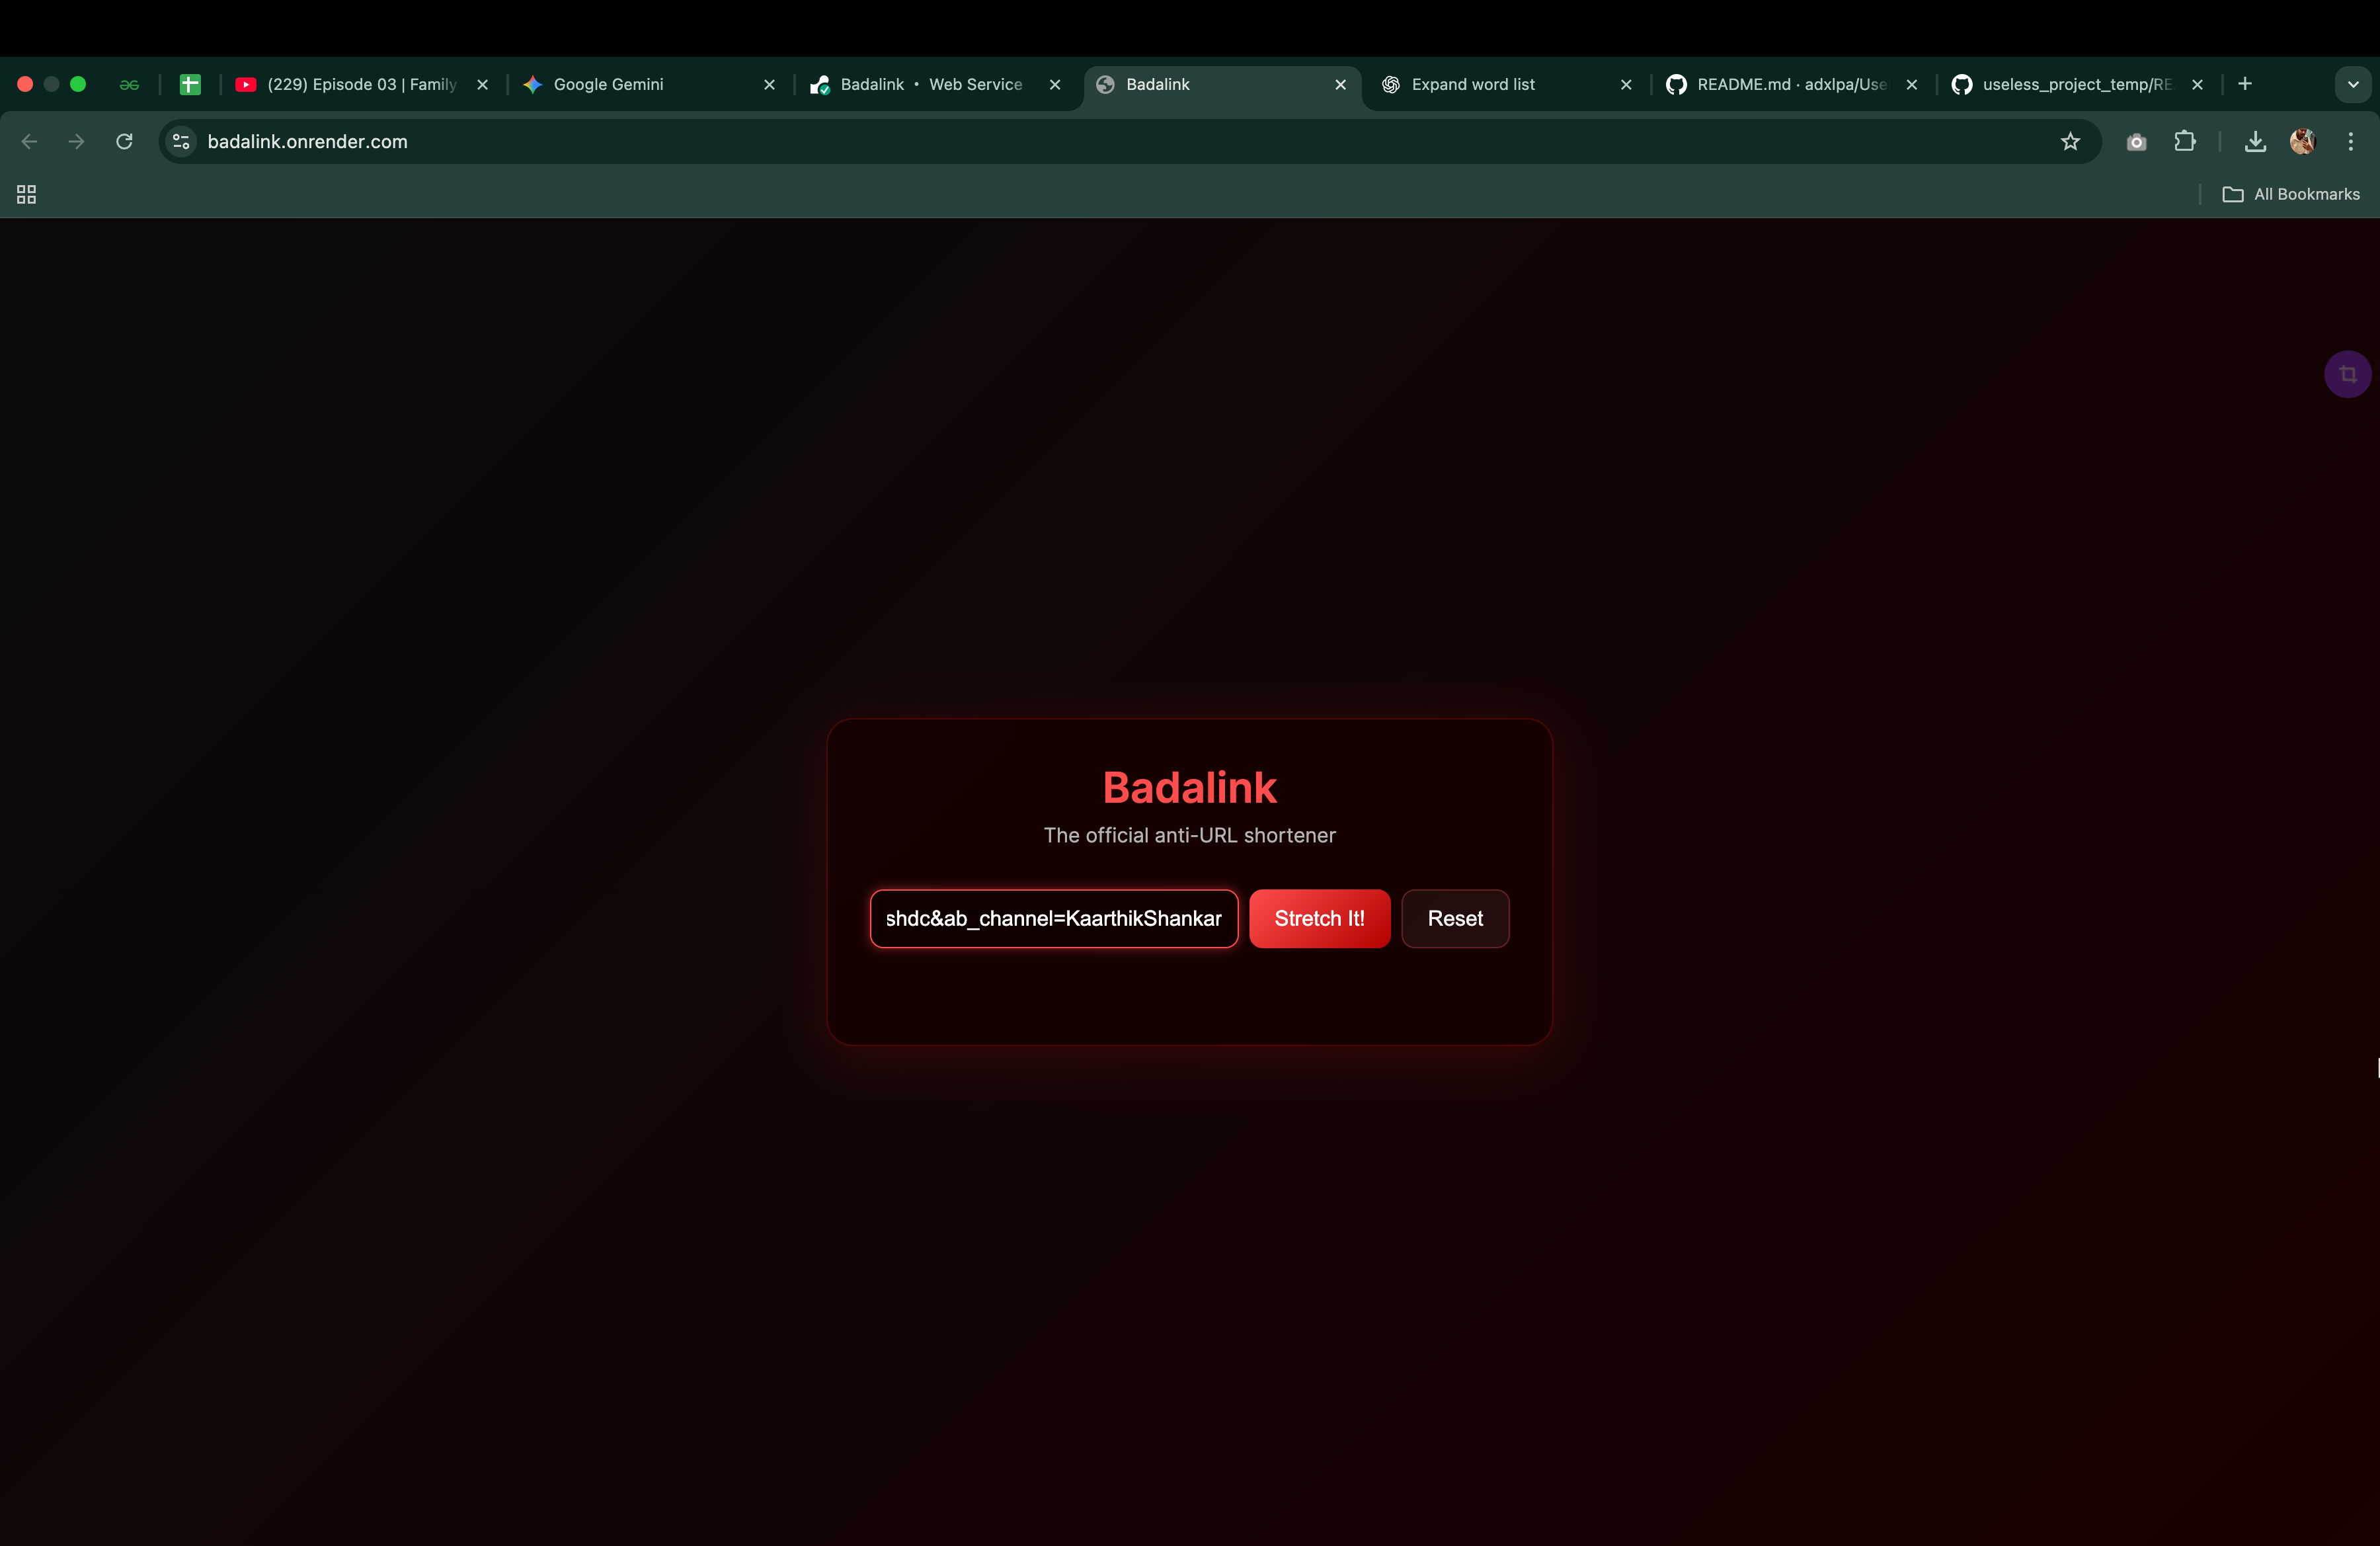 (229) Episode 03 | Family
Google Gemini
Badalink • Web Service
Badalink
Expand word list
README.md · adxlpa/Use
useless_project_temp/RE
badalink.onrender.com
All Bookmarks
Badalink
The official anti-URL shortener
shdc&ab_channel=KaarthikShankar
Stretch It!
Reset